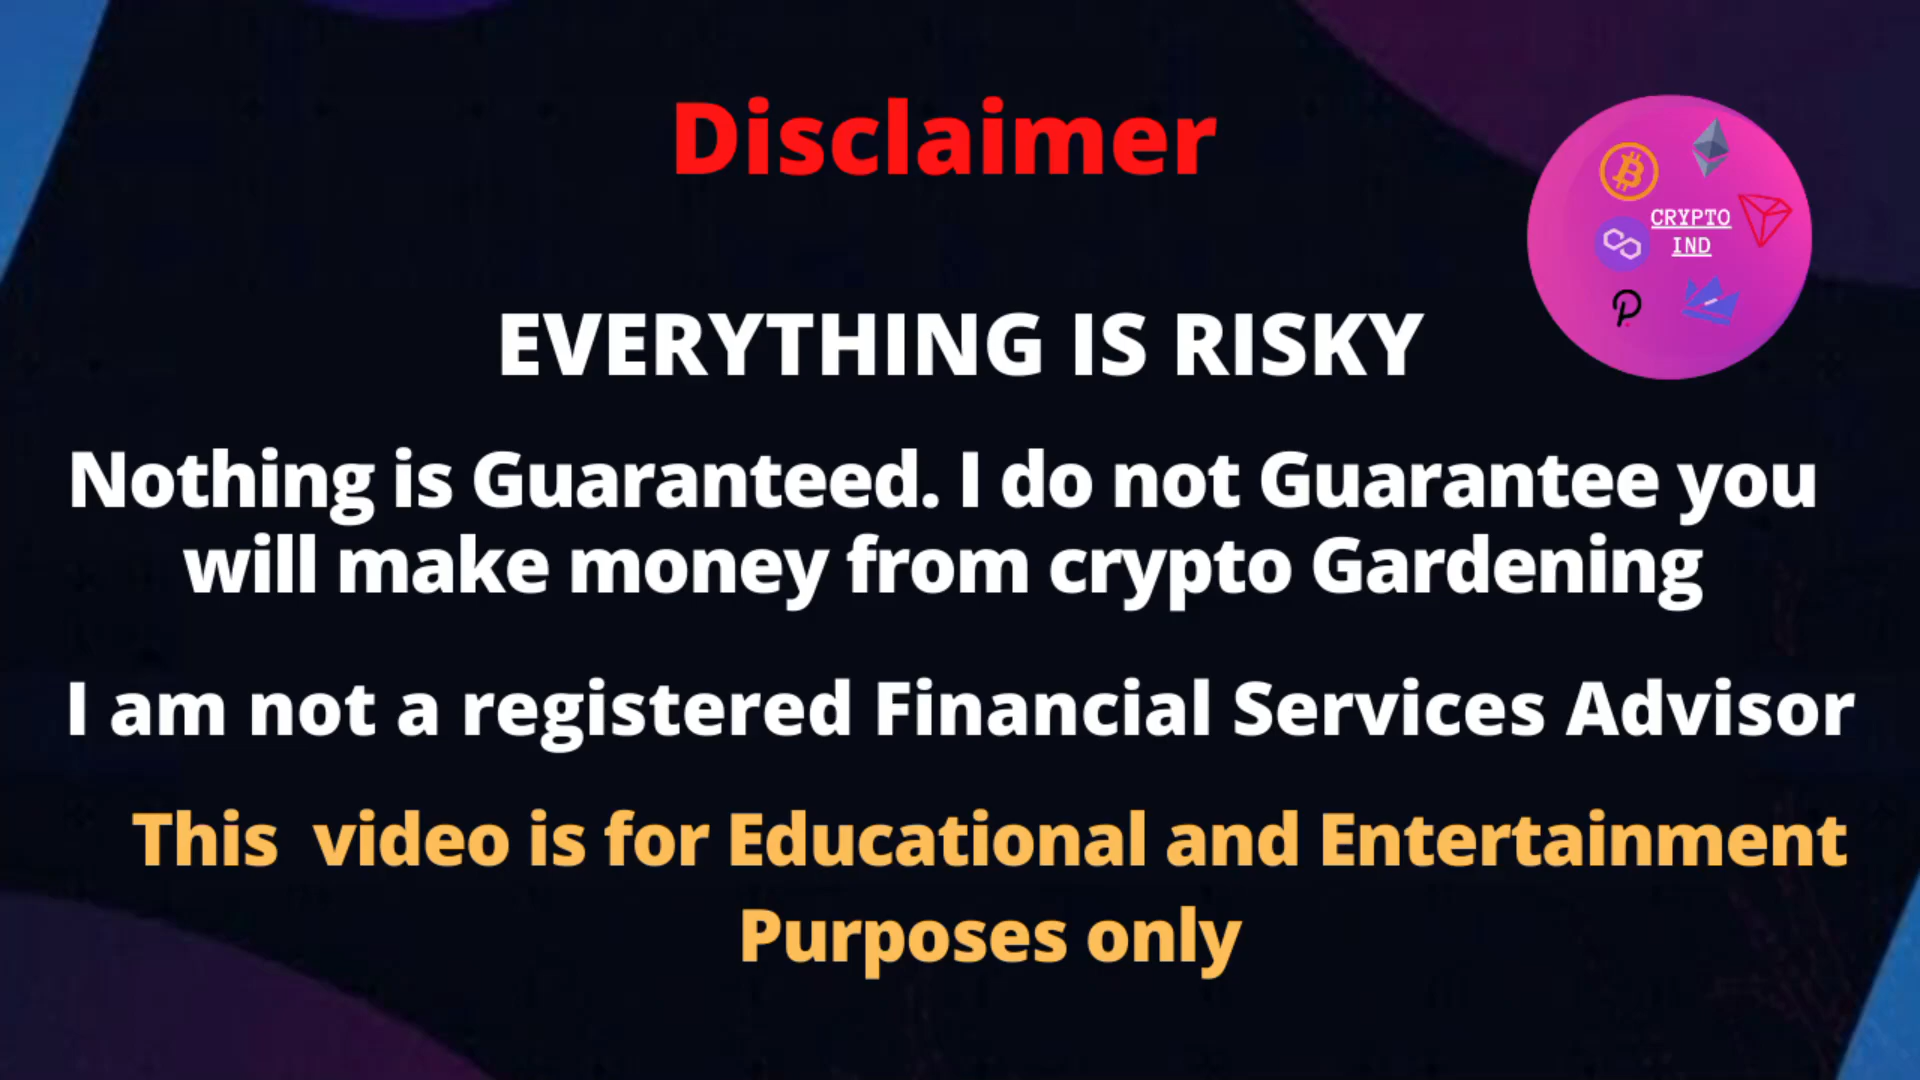 Disclaimer
CRYPTO
IND
EVERYTHING IS RISKY
Nothing is Guaranteed. I do not Guarantee you
will make money from crypto Gardening
I am not a registered Financial Services Advisor
This video is for Educational and Entertainment
Purposes only